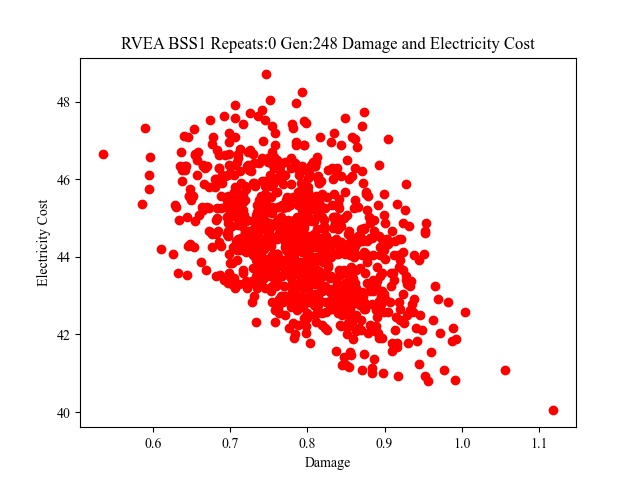 RVEA BSS1 Repeats:0 Gen:248 Damage and Electricity Cost
48
46
44
42
40
Electricity Cost
0.6 0.7 0.8 0.9 1.0 1.1
Damage